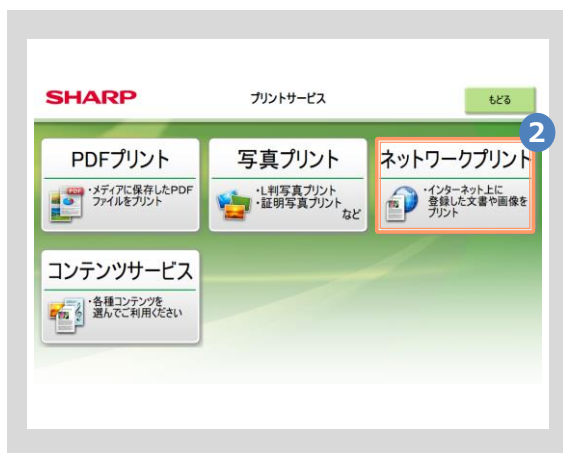 SHARP
プリントサービス
もどる
2
PDFプリント
・メディアに保存したPDF
ファイルをプリント
写真プリント
・L判写真プリント
・証明写真プリント
など
ネットワークプリント
・インターネット上に
登録した文書や画像を
プリント
コンテンツサービス
・各種コンテンツを
選んでご利用ください